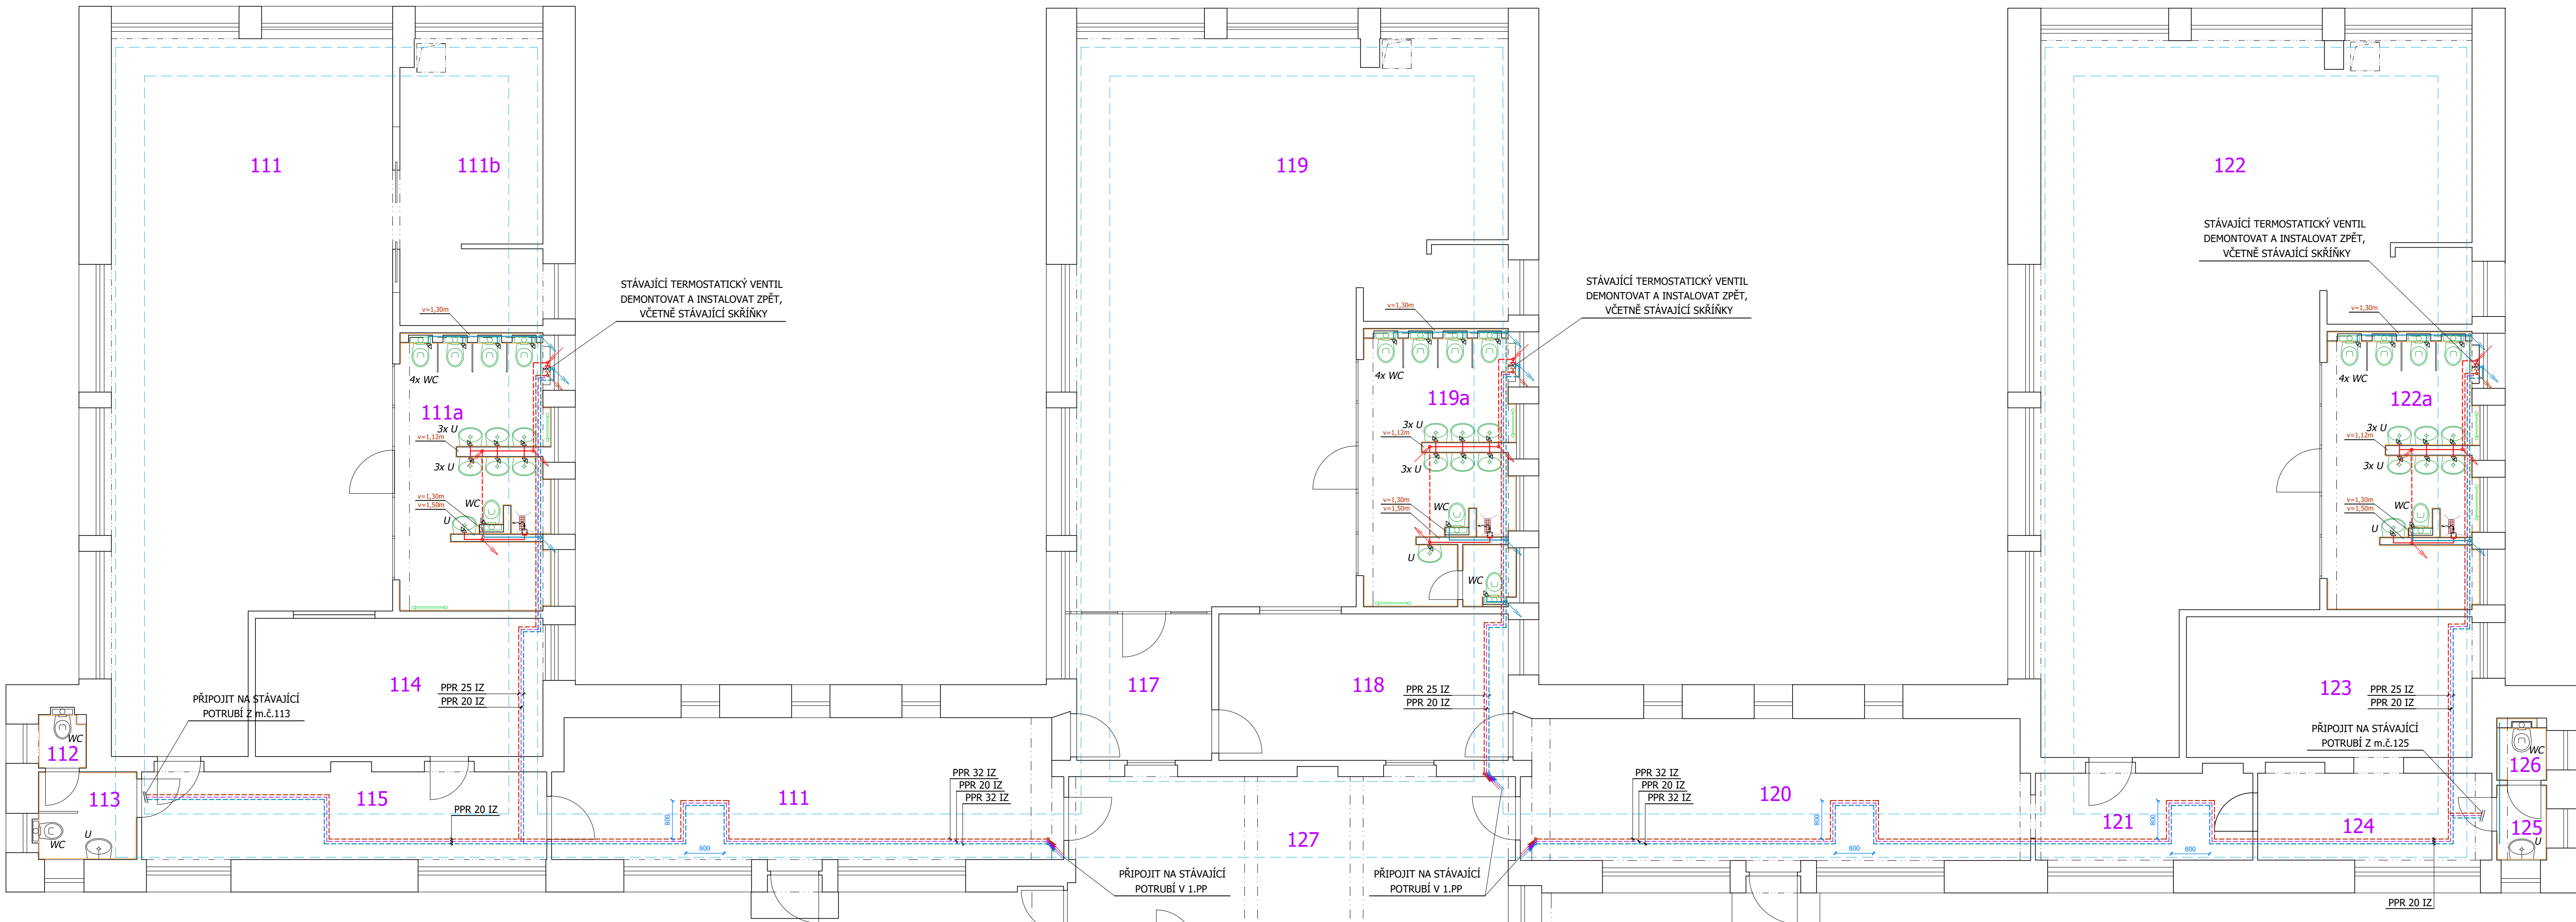 111
111b
STÁVAJÍCÍ TERMOSTATICKÝ VENTIL
DEMONTOVAT A INSTALOVAT ZPĚT,
VČETNĚ STÁVAJÍCÍ SKŘÍŇKY
v=1,30m
4x WC
111a
3x U
v=1,12m
3x U
v=1,30m
v=1,50m
WC
U
114
PPR 25 IZ
PPR 20 IZ
PŘIPOJIT NA STÁVAJÍCÍ
POTRUBÍ Z m.č.113
WC
112
113
U
WC
115
PPR 20 IZ
111
800
800
PPR 32 IZ
PPR 20 IZ
PPR 32 IZ
PŘIPOJIT NA STÁVAJÍCÍ
POTRUBÍ V 1.PP
119
STÁVAJÍCÍ TERMOSTATICKÝ VENTIL
DEMONTOVAT A INSTALOVAT ZPĚT,
VČETNĚ STÁVAJÍCÍ SKŘÍŇKY
v=1,30m
4x WC
119a
3x U
v=1,12m
3x U
v=1,30m
v=1,50m
WC
U
WC
117
118
PPR 25 IZ
PPR 20 IZ
127
PŘIPOJIT NA STÁVAJÍCÍ
POTRUBÍ V 1.PP
PPR 32 IZ
PPR 20 IZ
PPR 32 IZ
120
800
800
122
STÁVAJÍCÍ TERMOSTATICKÝ VENTIL
DEMONTOVAT A INSTALOVAT ZPĚT,
VČETNĚ STÁVAJÍCÍ SKŘÍŇKY
v=1,30m
4x WC
122a
3x U
v=1,12m
3x U
v=1,30m
v=1,50m
WC
U
123
PPR 25 IZ
PPR 20 IZ
PŘIPOJIT NA STÁVAJÍCÍ
POTRUBÍ Z m.č.125
121
800
800
124
WC
126
125
U
PPR 20 IZ